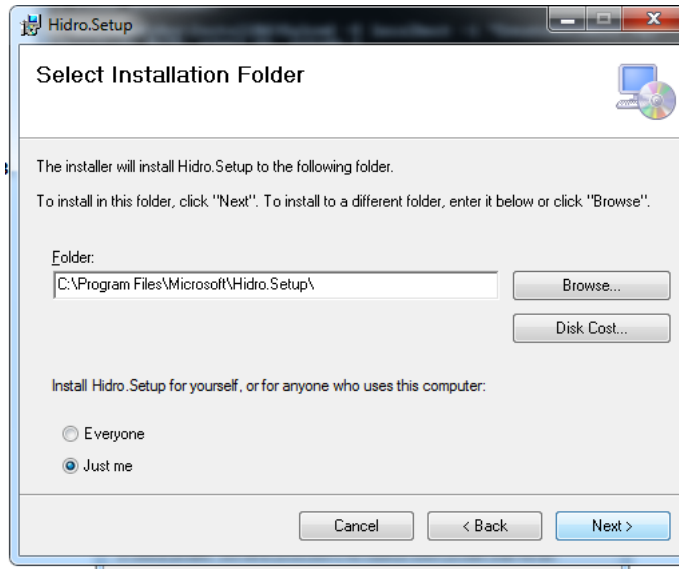 Hidro.Setup
Select Installation Folder
The installer will install Hidro.Setup to the following folder.
To install in this folder, click "Next". To install to a different folder, enter it below or click "Browse".
Folder:
C:\Program Files\Microsoft\Hidro.Setup\
Browse...
Disk Cost...
Install Hidro.Setup for yourself, or for anyone who uses this computer:
Everyone
Just me
Cancel
< Back
Next >